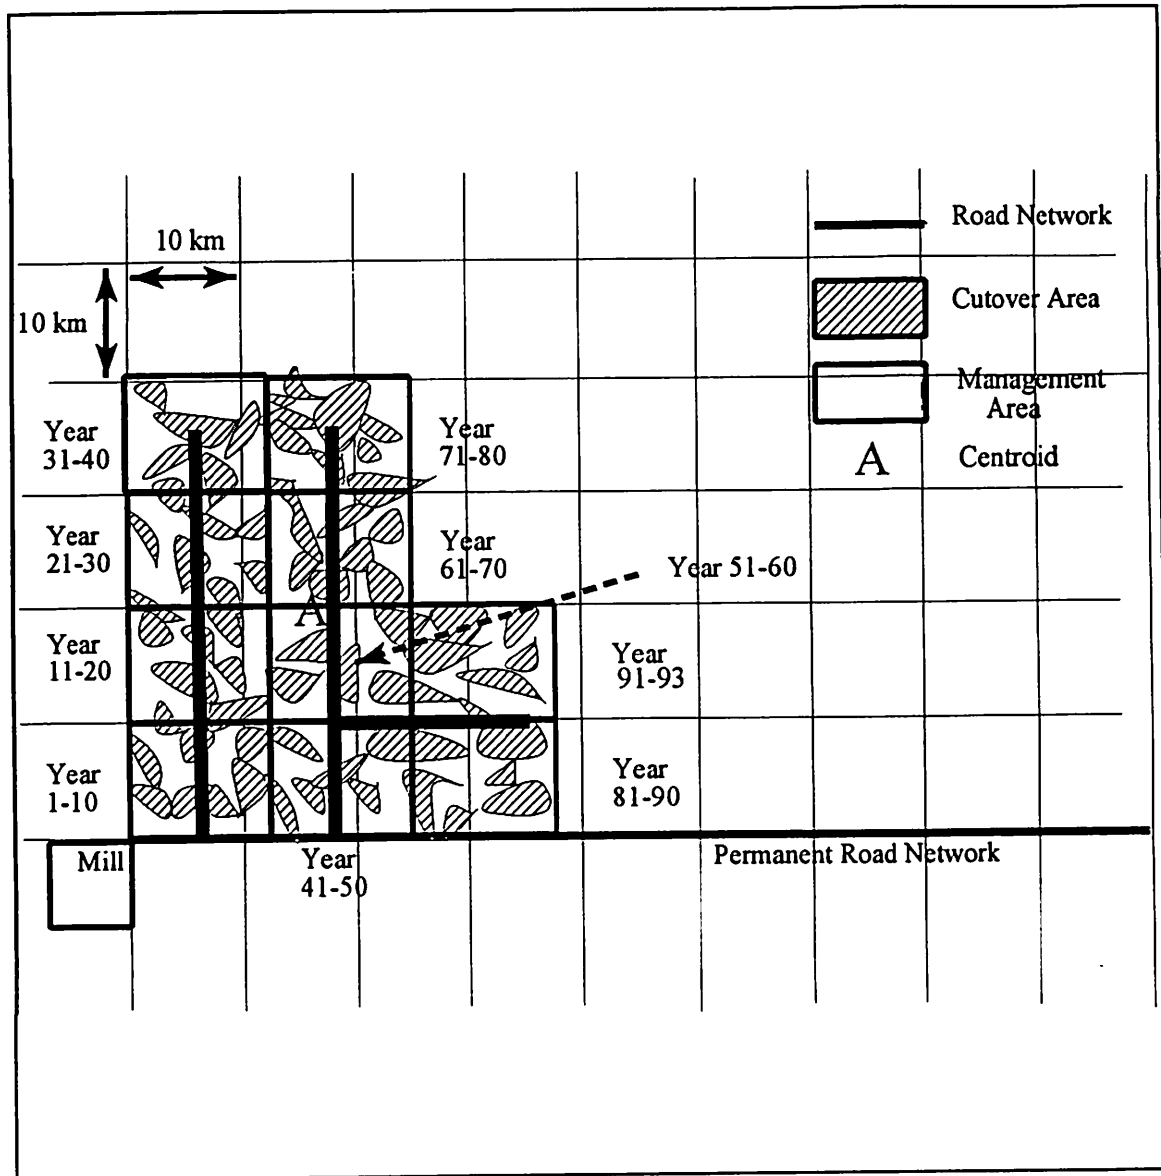 Road Network
10 km
Cutover Area
10 km
Management
Area
Year
31-40
Year
71-80
A
Centroid
Year
21-30
Year
61-70
Year 51-60
A
Year
11-20
Year
91-93
Year
1-10
Year
81-90
Mill
Year
41-50
Permanent Road Network